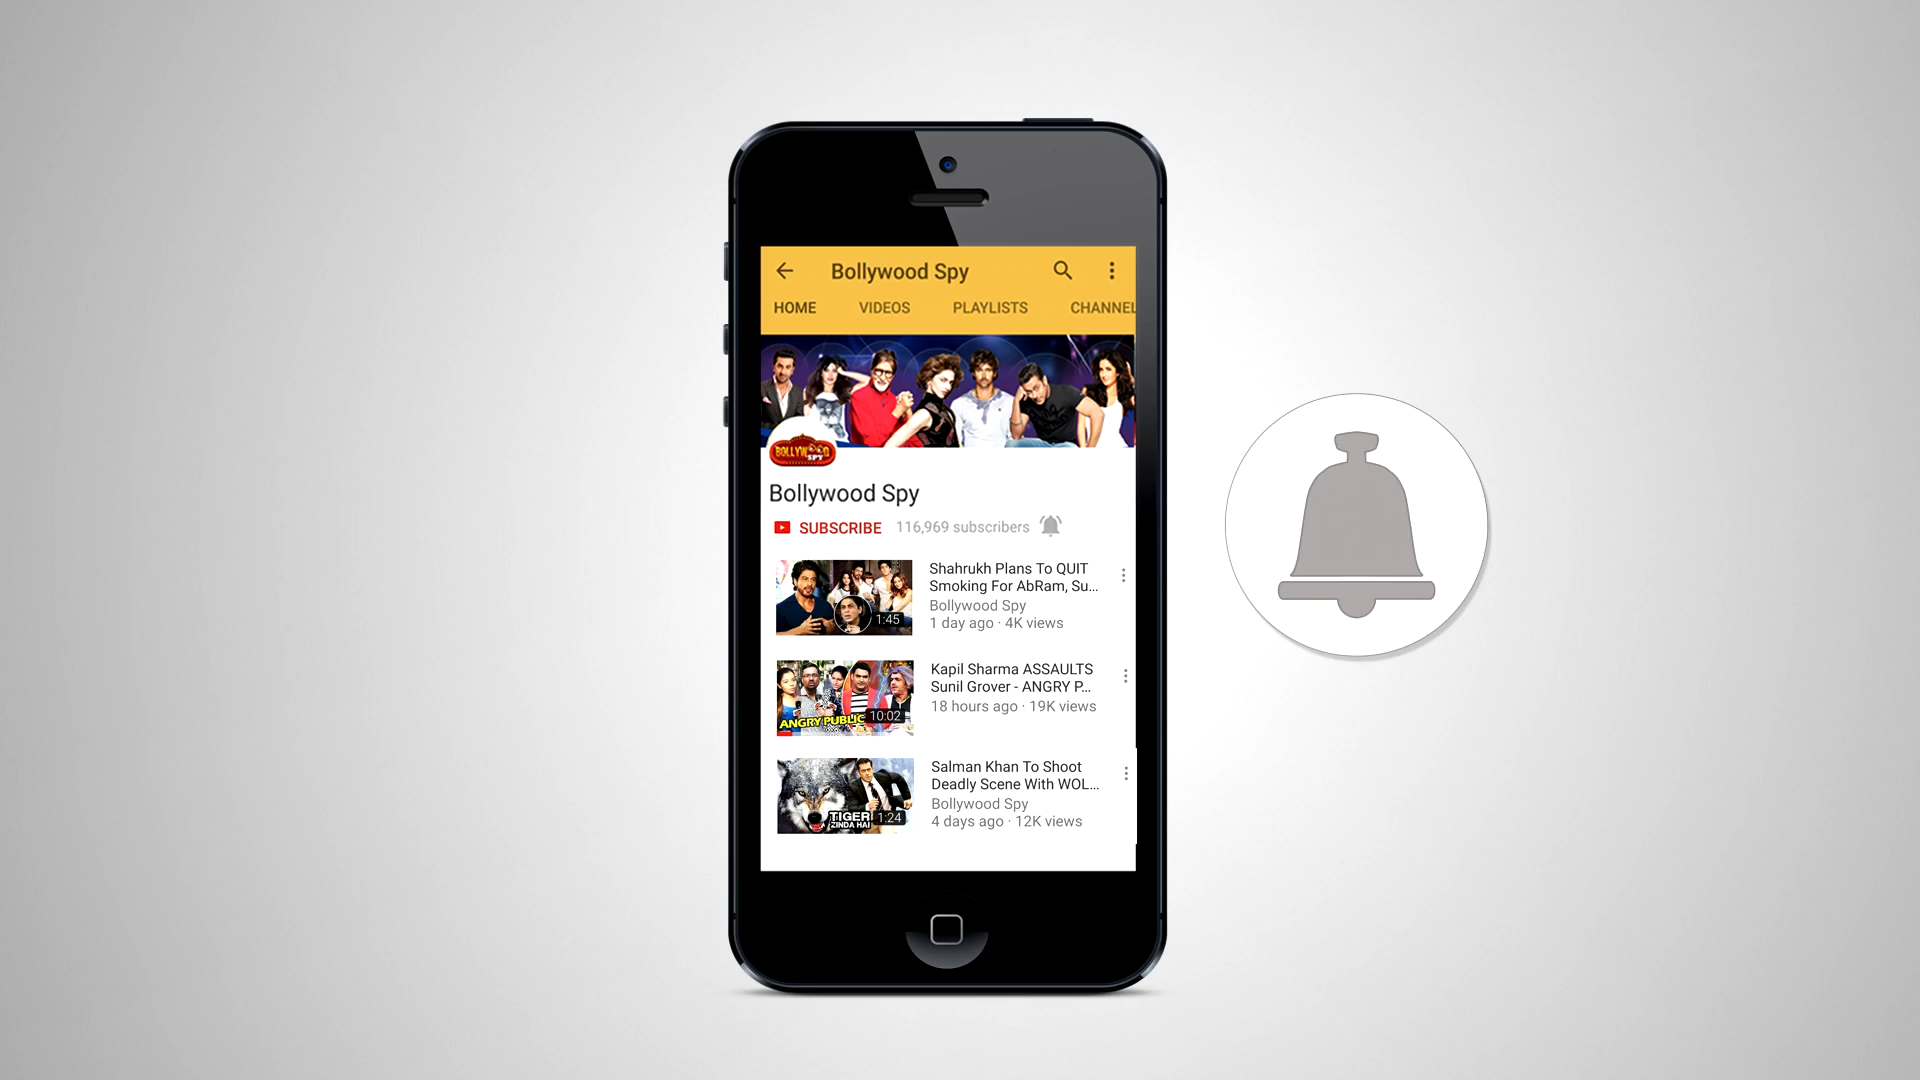 Bollywood Spy
HOME VIDEOS PLAYLISTS CHANNEL
BOLLYWOOD
SPY
Bollywood Spy
SUBSCRIBE 116,969 subscribers
Shahrukh Plans To QUIT
Smoking For AbRam, Su...
Bollywood Spy
1 day ago · 4K views
1:45
Kapil Sharma ASSAULTS
Sunil Grover - ANGRY P...
18 hours ago · 19K views
ANGRY PUBLIC
10:02
Salman Khan To Shoot
Deadly Scene With WOL...
Bollywood Spy
4 days ago · 12K views
TIGER
ZINDA HAI
1:24